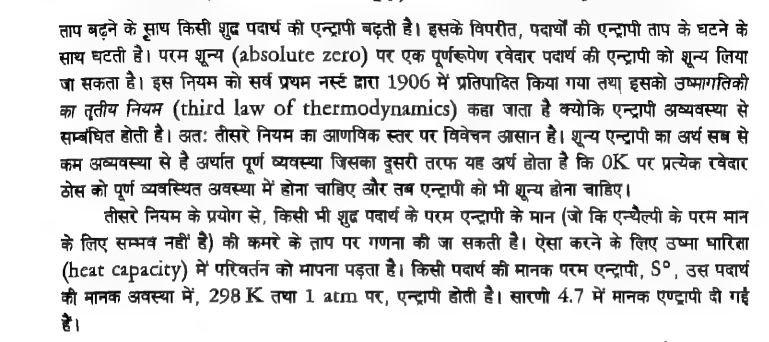 ताप बढ़ने के साथ किसी शुद्ध पदार्थ की एन्ट्रापी बढ़ती है। इसके विपरीत, पदार्थों की एन्ट्रापी ताप के घटने के
साथ घटती है। परम शून्य (absolute zero) पर एक पूर्णरूपेण रवेदार पदार्थ की एन्ट्रापी को शून्य लिया
जा सकता है। इस नियम को सर्व प्रथम नर्स्ट द्वारा 1906 में प्रतिपादित किया गया तथा इसको उष्मागतिकी
का तृतीय नियम (third law of thermodynamics) कहा जाता है क्योकि एन्ट्रापी अव्यवस्था से
सम्बंधित होती है। अतः तीसरे नियम का आणविक स्तर पर विवेचन आसान है। शून्य एन्ट्रापी का अर्थ सब से
कम अव्यवस्था से है अर्थात पूर्ण व्यवस्था जिसका दूसरी तरफ यह अर्थ होता है कि 0K पर प्रत्येक रवेदार
ठोस को पूर्ण व्यवस्थित अवस्था में होना चाहिए और तब एन्ट्रापी को भी शून्य होना चाहिए।
तीसरे नियम के प्रयोग से, किसी भी शुद्ध पदार्थ के परम एन्ट्रापी के मान (जो कि एन्थैल्पी के परम मान
के लिए सम्भव नहीं है) की कमरे के ताप पर गणना की जा सकती है। ऐसा करने के लिए उष्मा धारिता
(heat capacity) में परिवर्तन को मापना पड़ता है। किसी पदार्थ की मानक परम एन्ट्रापी, S°, उस पदार्थ
की मानक अवस्था में, 298 K तथा 1 atm पर, एन्ट्रापी होती है। सारणी 4.7 में मानक एण्ट्रापी दी गई
हैं।